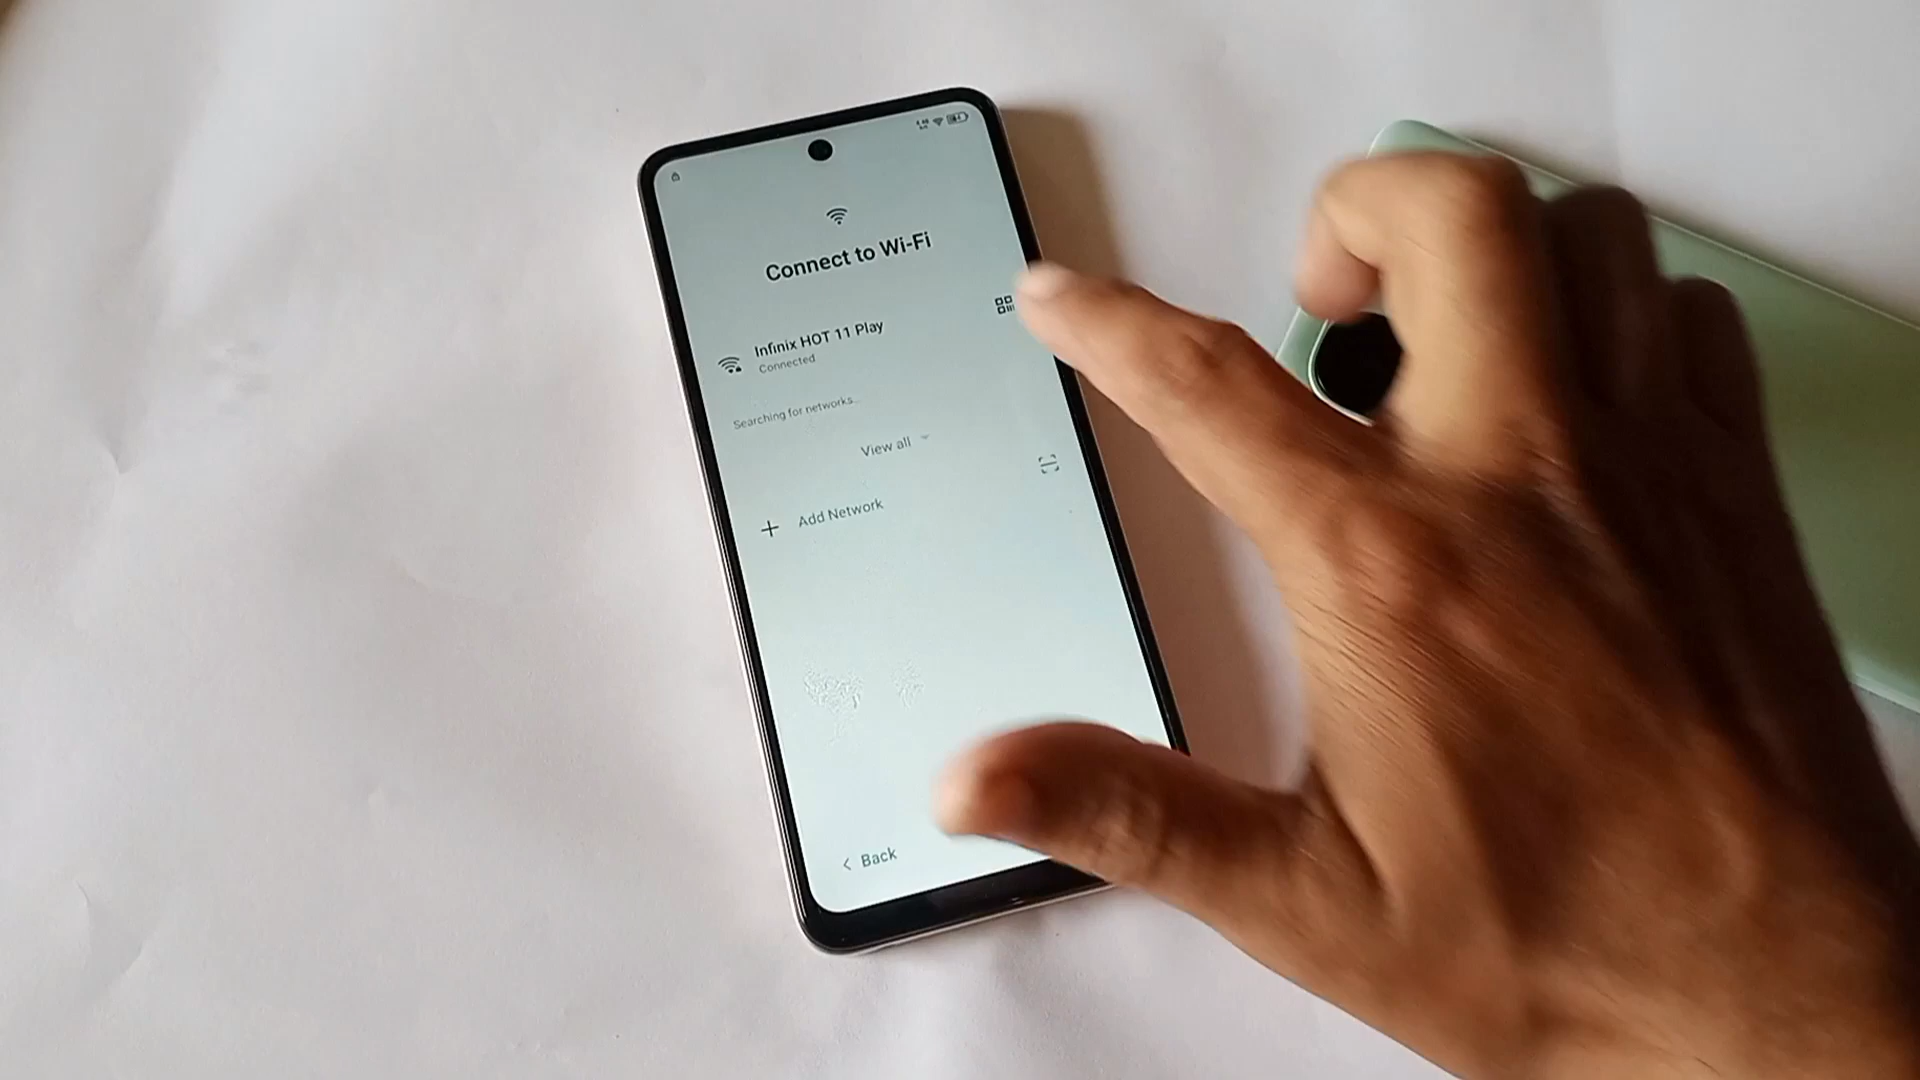 Connect to Wi-Fi
Infinix HOT 11 Play
Connected
Searching for networks...
View all
Add Network
Back